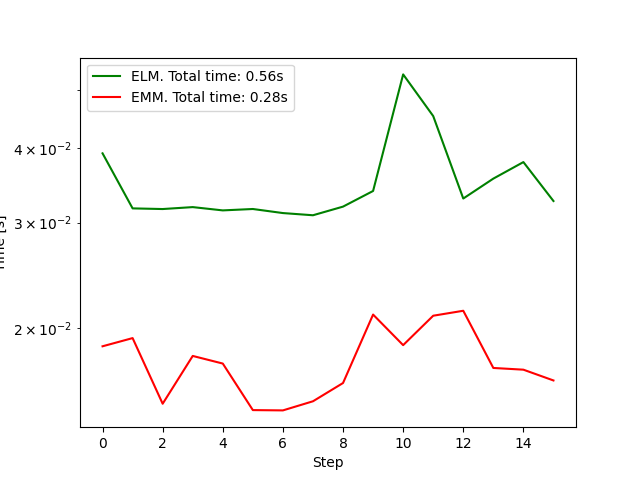 ELM. Total time: 0.56s
EMM. Total time: 0.28s
4 × 10⁻²
3 × 10⁻²
2 × 10⁻²
Time [s]
0 2 4 6 8 10 12 14
Step